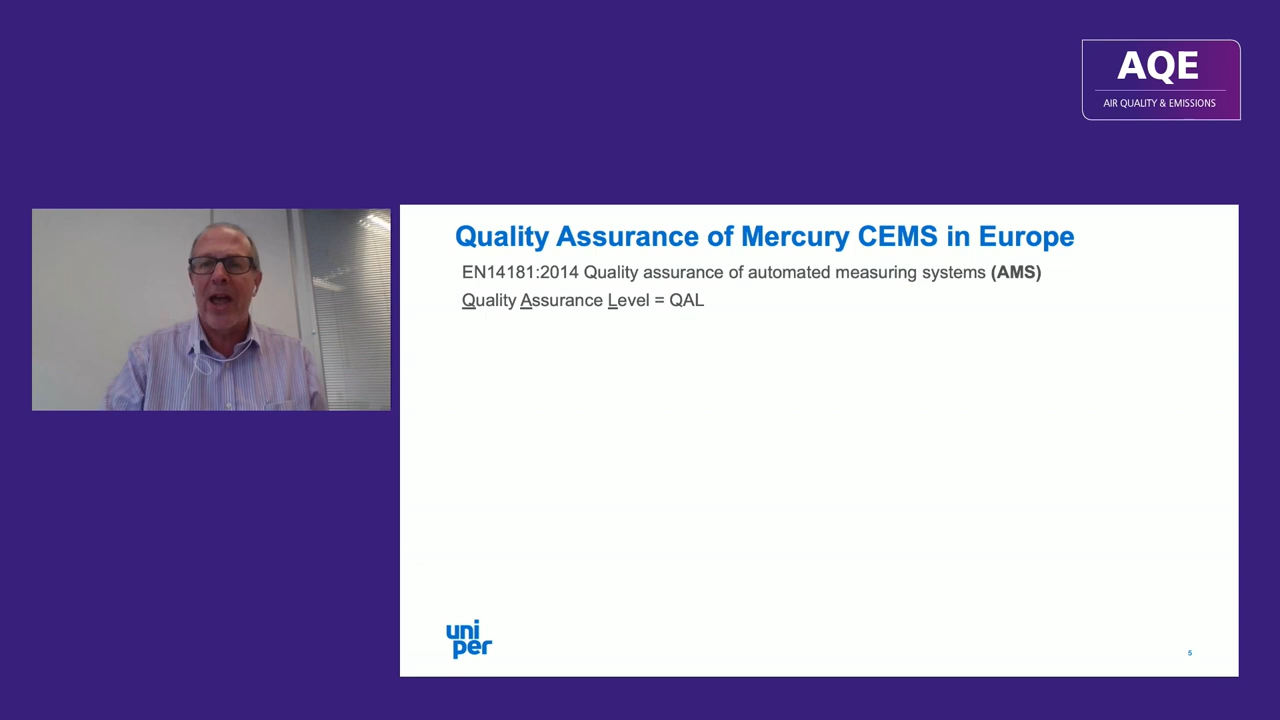 AQE
AIR QUALITY & EMISSIONS
Quality Assurance of Mercury CEMS in Europe
EN14181:2014 Quality assurance of automated measuring systems (AMS)
Quality Assurance Level = QAL
uni
per
5